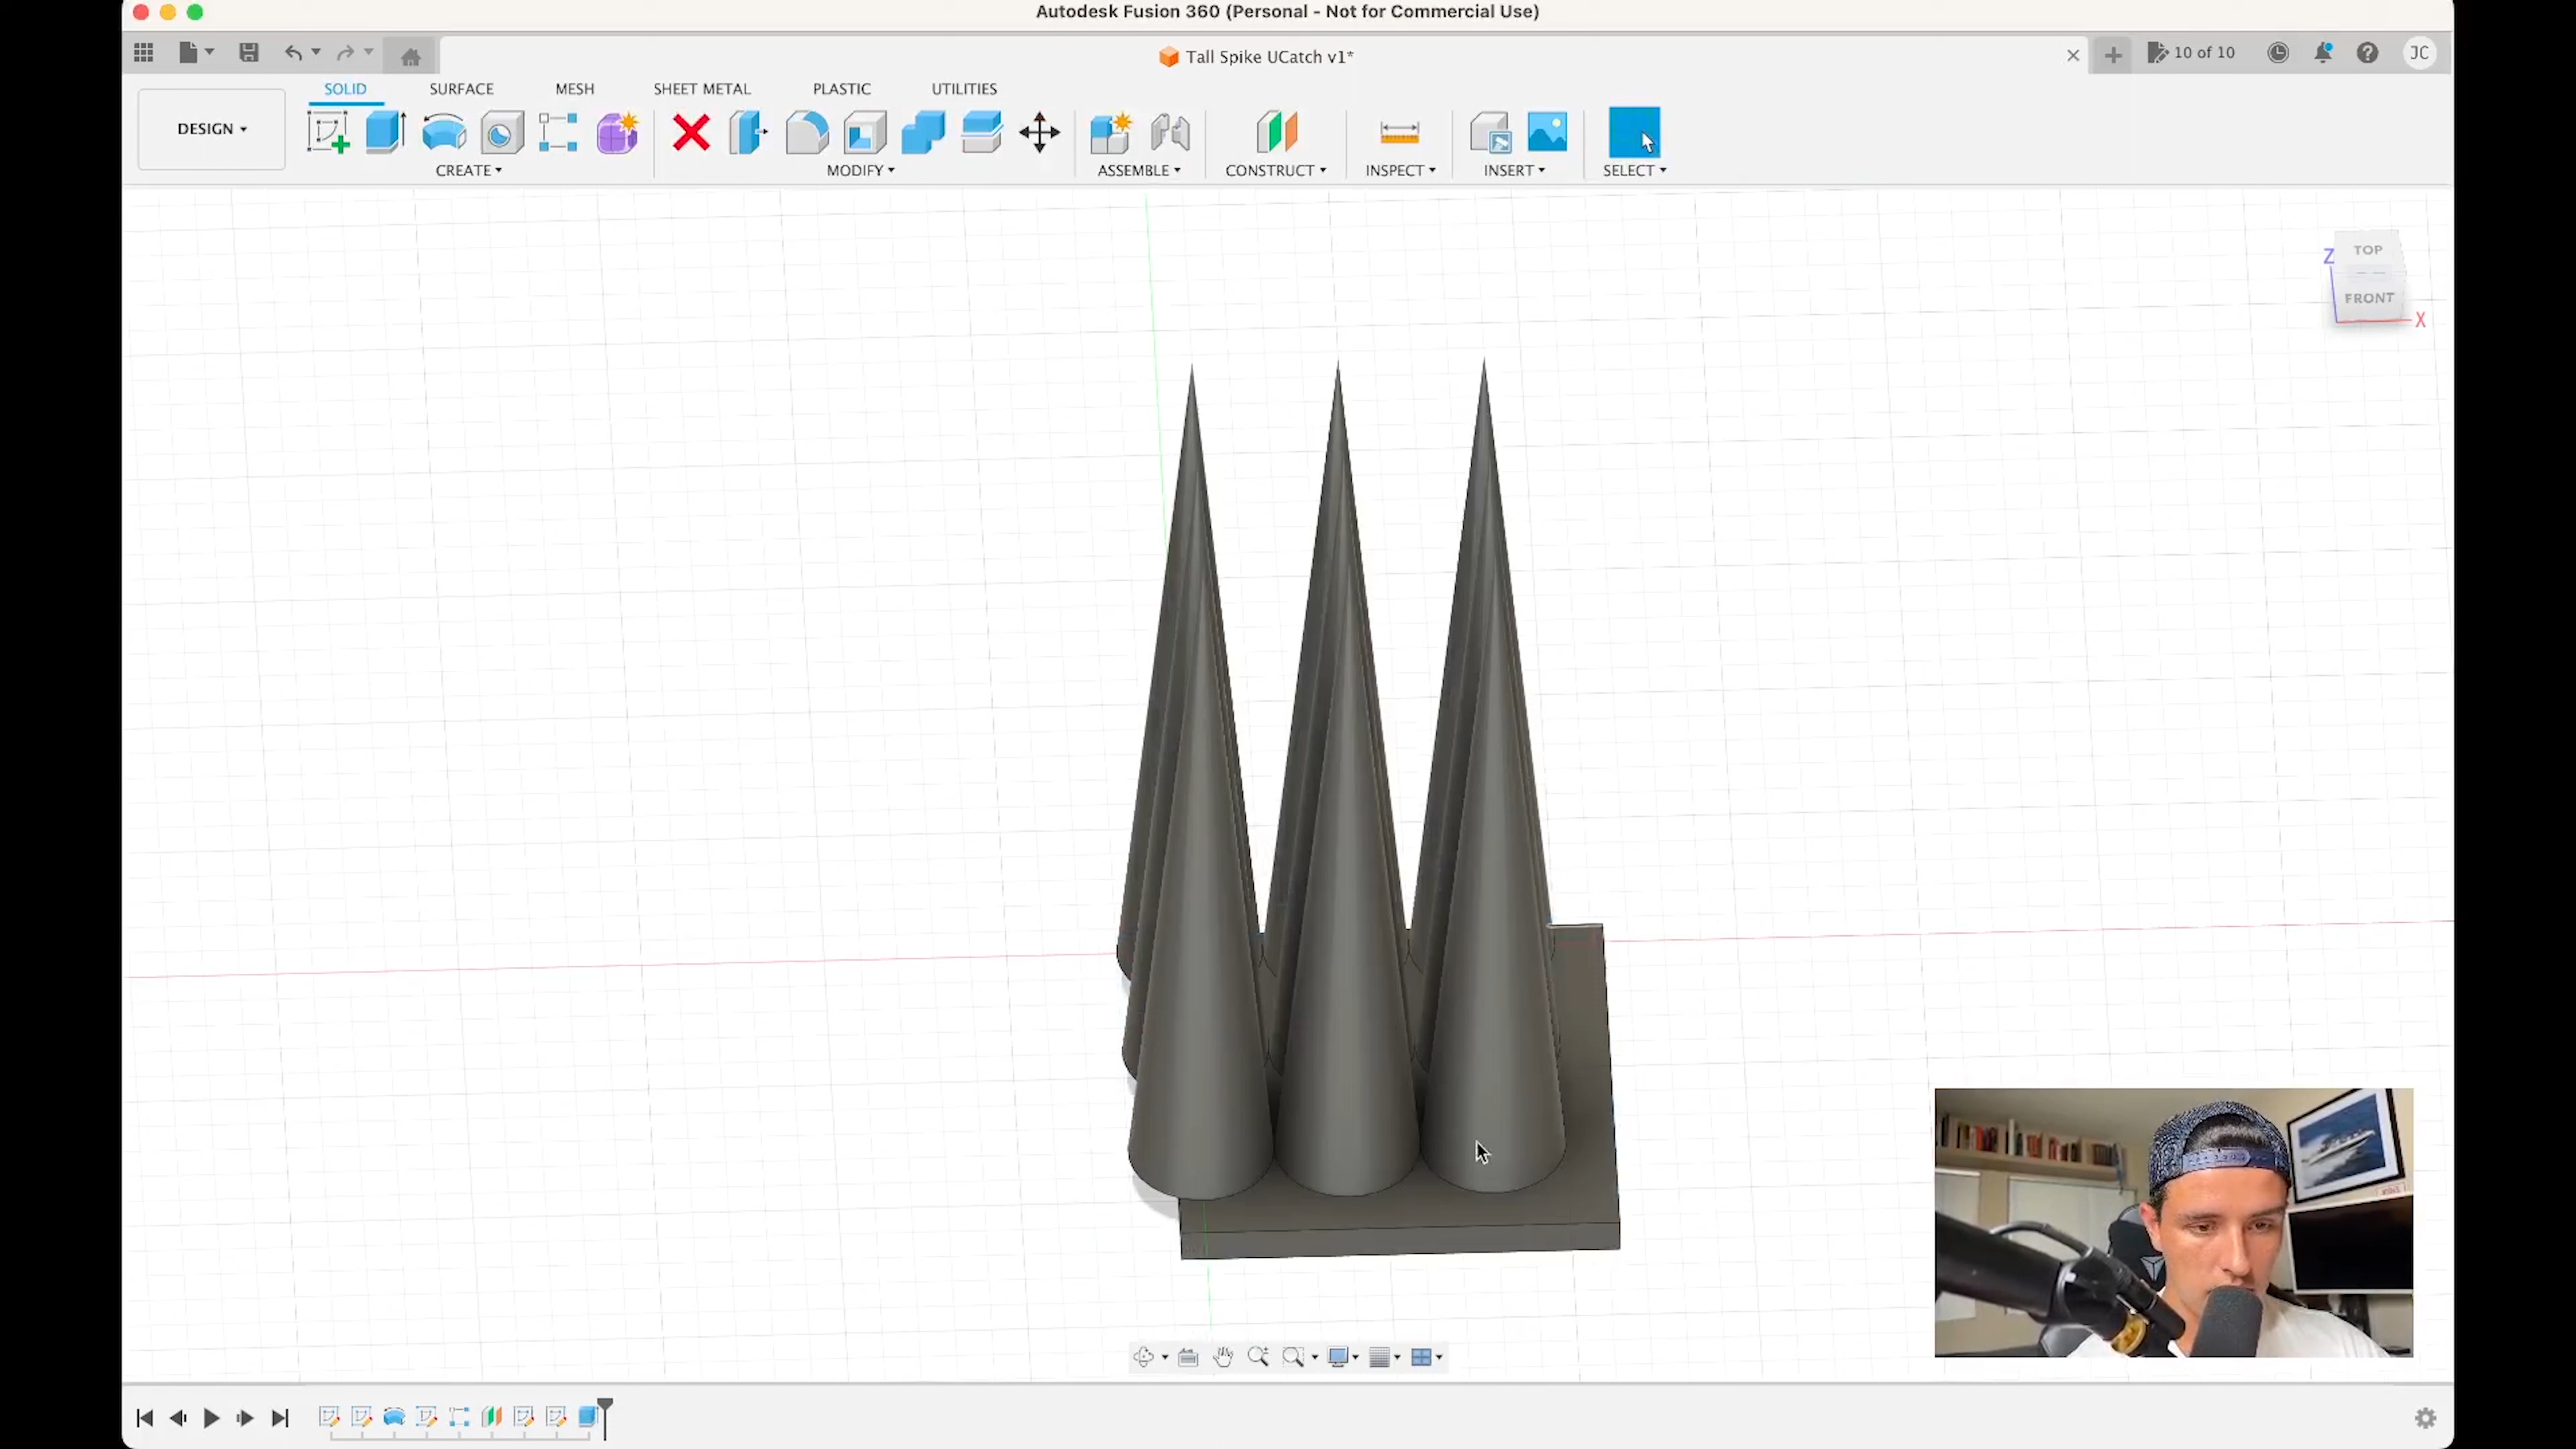 Autodesk Fusion 360 (Personal - Not for Commercial Use)
Tall Spike UCatch v1*
10 of 10
JC
SOLID
SURFACE
MESH
SHEET METAL
PLASTIC
UTILITIES
DESIGN
CREATE
MODIFY
ASSEMBLE
CONSTRUCT
INSPECT
INSERT
SELECT
TOP
Z
FRONT
X